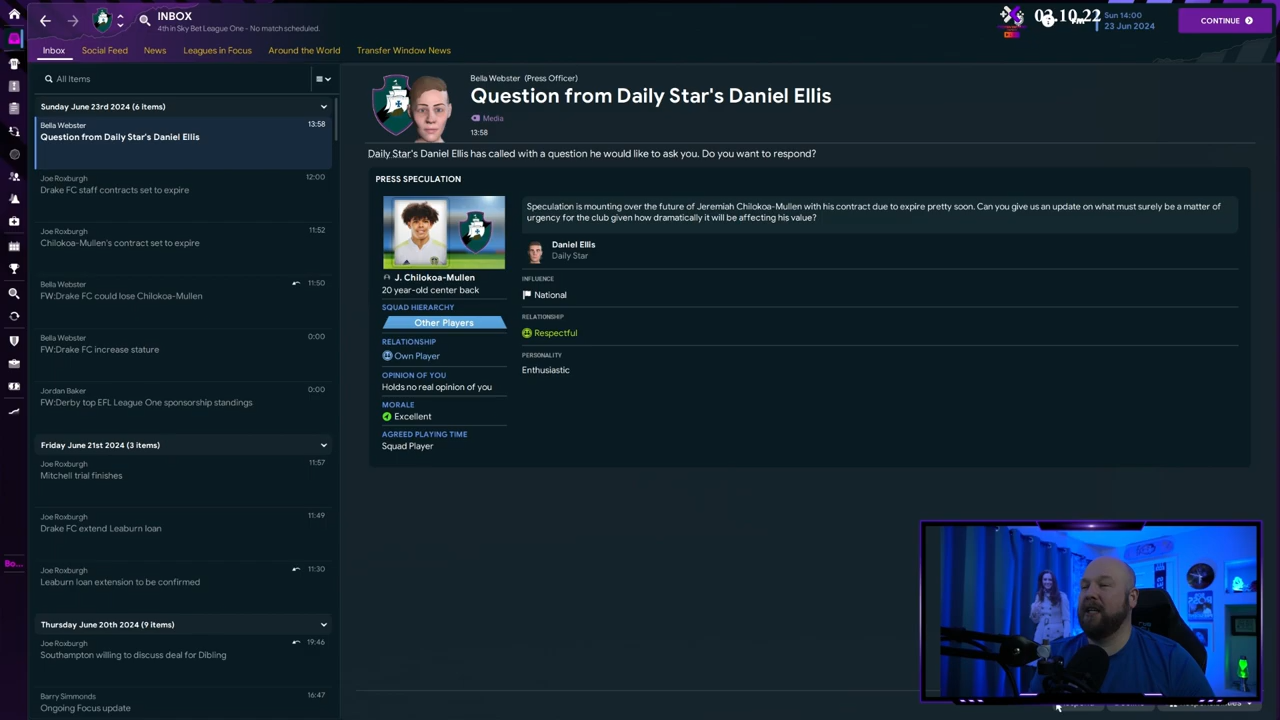 INBOX
4th in Sky Bet League One - No match scheduled.
03.10.22
Sun 14:00
23 Jun 2024
CONTINUE
Inbox
Social Feed
News
Leagues in Focus
Around the World
Transfer Window News
All Items
Sunday June 23rd 2024 (6 items)
Bella Webster
13:58
Question from Daily Star's Daniel Ellis
Joe Roxburgh
12:00
Drake FC staff contracts set to expire
Joe Roxburgh
11:52
Chilokoa-Mullen's contract set to expire
Bella Webster
11:50
FW:Drake FC could lose Chilokoa-Mullen
Bella Webster
0:00
FW:Drake FC increase stature
Jordan Baker
0:00
FW:Derby top EFL League One sponsorship standings
Friday June 21st 2024 (3 items)
Joe Roxburgh
11:57
Mitchell trial finishes
Joe Roxburgh
11:49
Drake FC extend Leaburn loan
Joe Roxburgh
11:30
Leaburn loan extension to be confirmed
Thursday June 20th 2024 (9 items)
Joe Roxburgh
19:46
Southampton willing to discuss deal for Dibling
Barry Simmonds
16:47
Ongoing Focus update
Bo...
Bella Webster (Press Officer)
Question from Daily Star's Daniel Ellis
Media
13:58
Daily Star's Daniel Ellis has called with a question he would like to ask you. Do you want to respond?
PRESS SPECULATION
J. Chilokoa-Mullen
20 year-old center back
SQUAD HIERARCHY
Other Players
RELATIONSHIP
Own Player
OPINION OF YOU
Holds no real opinion of you
MORALE
Excellent
AGREED PLAYING TIME
Squad Player
Speculation is mounting over the future of Jeremiah Chilokoa-Mullen with his contract due to expire pretty soon. Can you give us an update on what must surely be a matter of
urgency for the club given how dramatically it will be affecting his value?
Daniel Ellis
Daily Star
INFLUENCE
National
RELATIONSHIP
Respectful
PERSONALITY
Enthusiastic